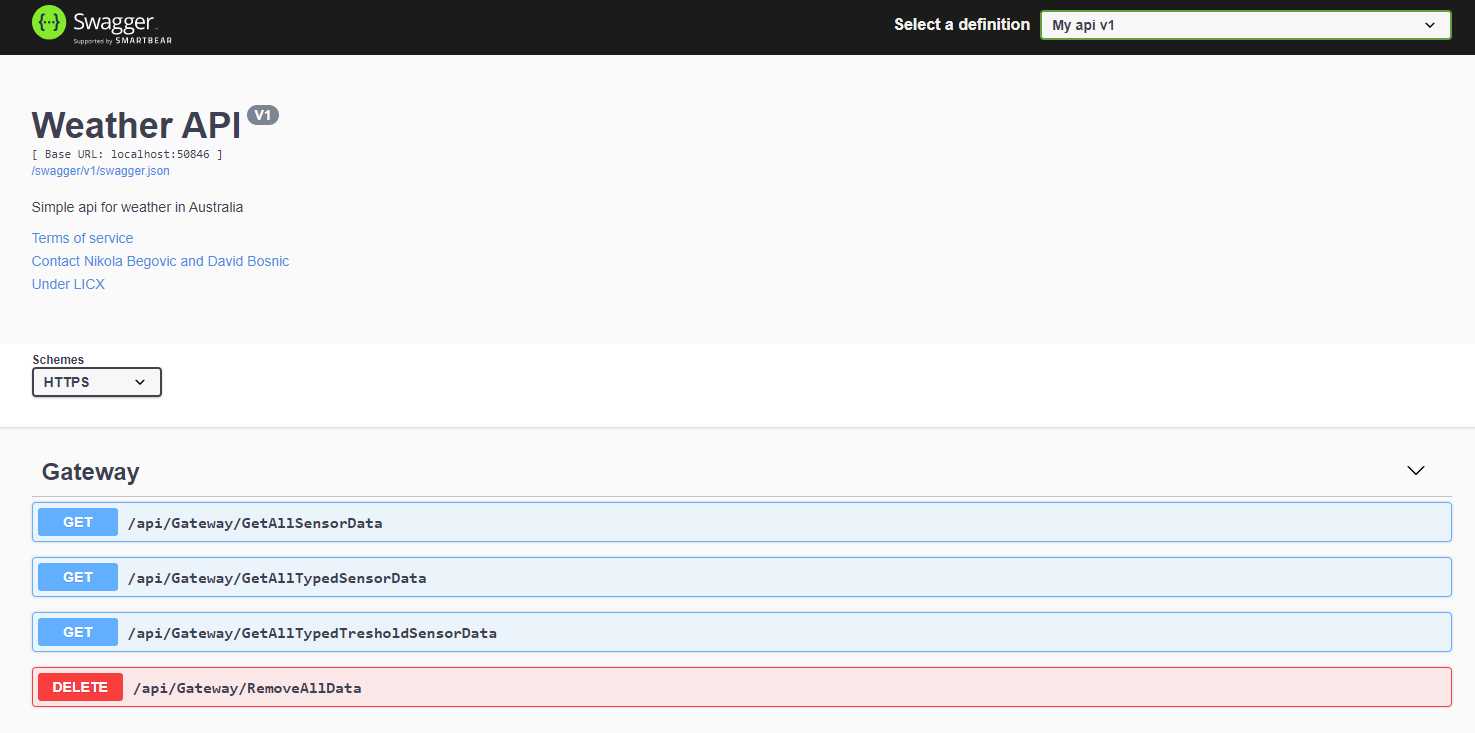 Swagger
Supported by SMARTBEAR
Select a definition
My api v1
Weather API V1
[ Base URL: localhost:50846 ]
/swagger/v1/swagger.json
Simple api for weather in Australia
Terms of service
Contact Nikola Begovic and David Bosnic
Under LICX
Schemes
HTTPS
Gateway
GET /api/Gateway/GetAllSensorData
GET /api/Gateway/GetAllTypedSensorData
GET /api/Gateway/GetAllTypedTresholdSensorData
DELETE /api/Gateway/RemoveAllData